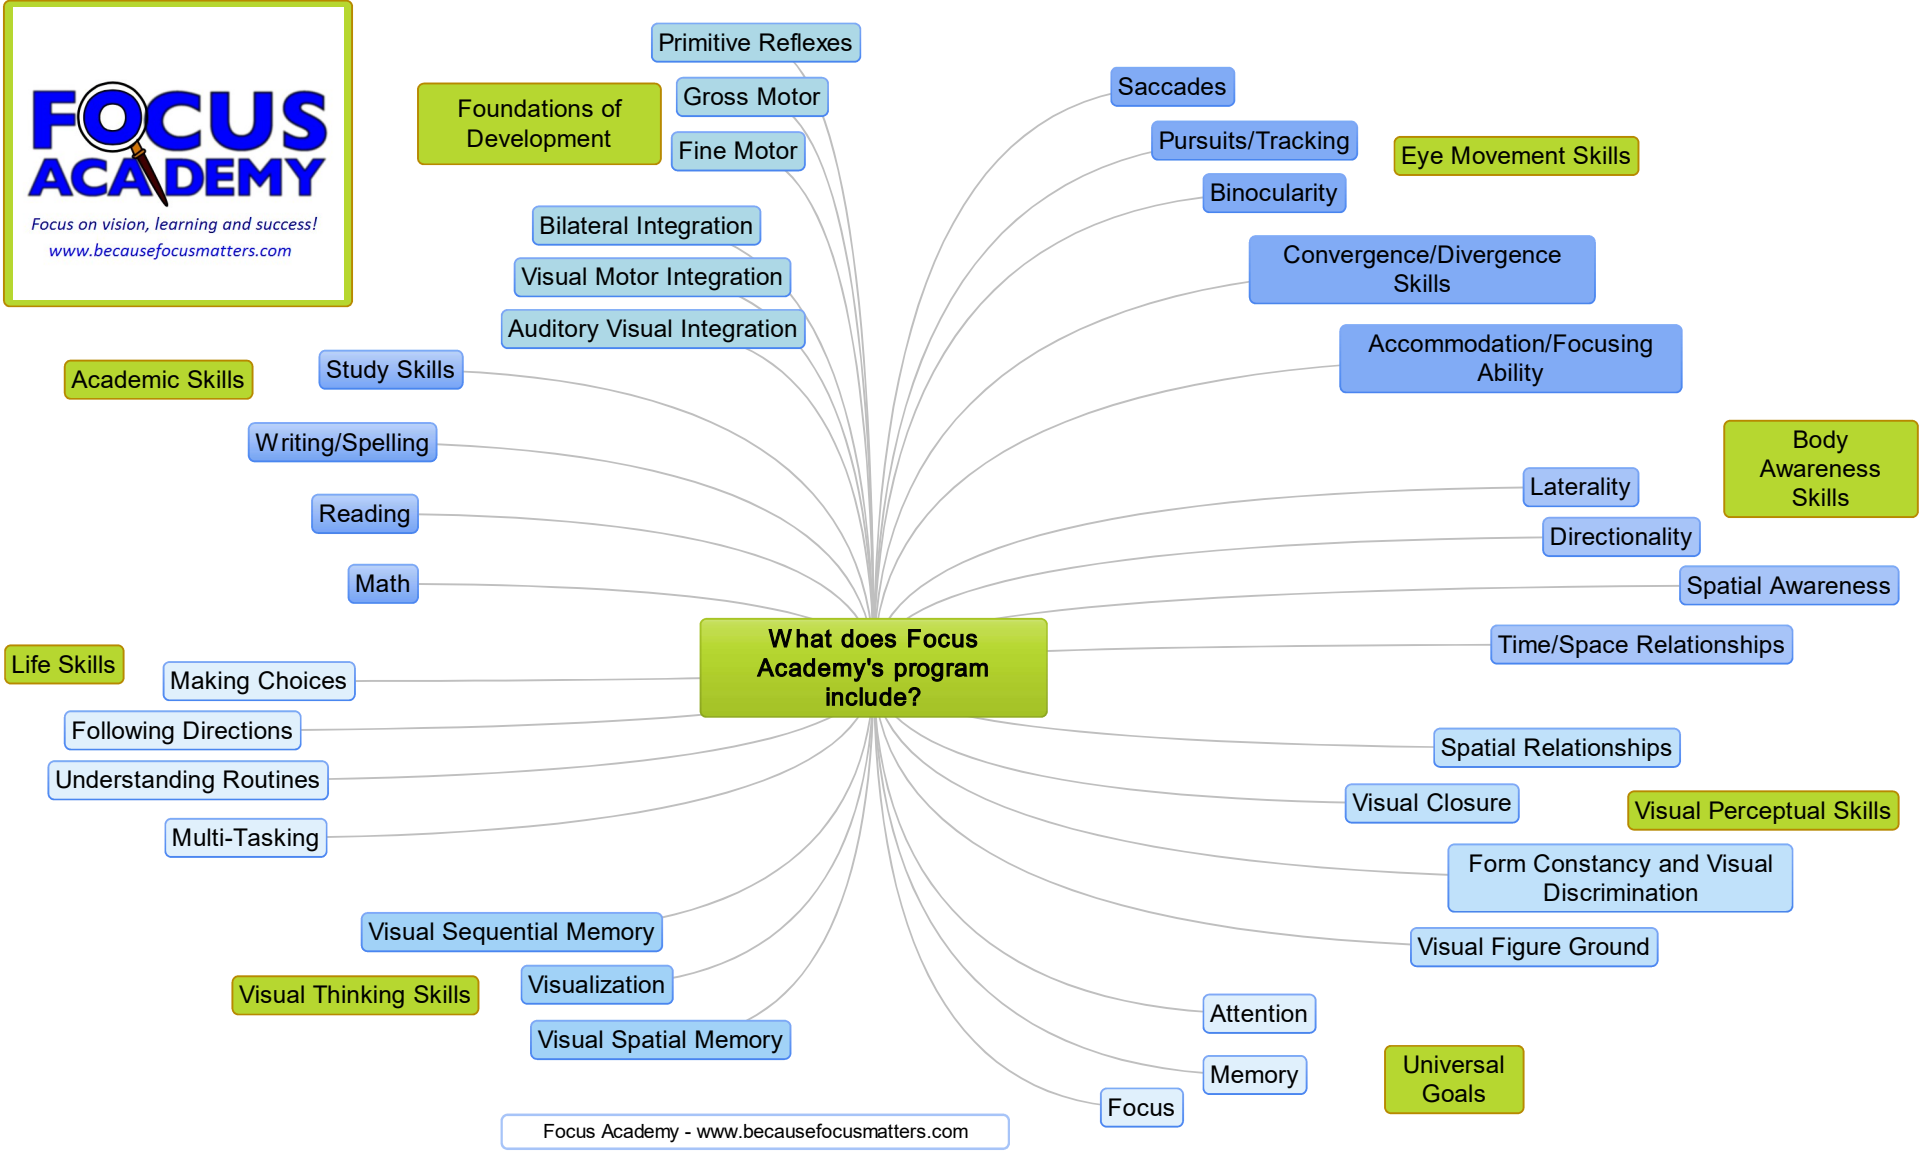 FOCUS
ACADEMY
Focus on vision, learning and success!
www.becausefocusmatters.com
Foundations of
Development
Primitive Reflexes
Gross Motor
Fine Motor
Bilateral Integration
Visual Motor Integration
Auditory Visual Integration
Saccades
Pursuits/Tracking
Binocularity
Eye Movement Skills
Convergence/Divergence
Skills
Accommodation/Focusing
Ability
Academic Skills
Study Skills
Writing/Spelling
Reading
Math
Body
Awareness
Skills
Laterality
Directionality
Spatial Awareness
Time/Space Relationships
What does Focus
Academy's program
include?
Life Skills
Making Choices
Following Directions
Understanding Routines
Multi-Tasking
Spatial Relationships
Visual Closure
Visual Perceptual Skills
Form Constancy and Visual
Discrimination
Visual Figure Ground
Visual Sequential Memory
Visualization
Visual Thinking Skills
Visual Spatial Memory
Attention
Memory
Focus
Universal
Goals
Focus Academy - www.becausefocusmatters.com